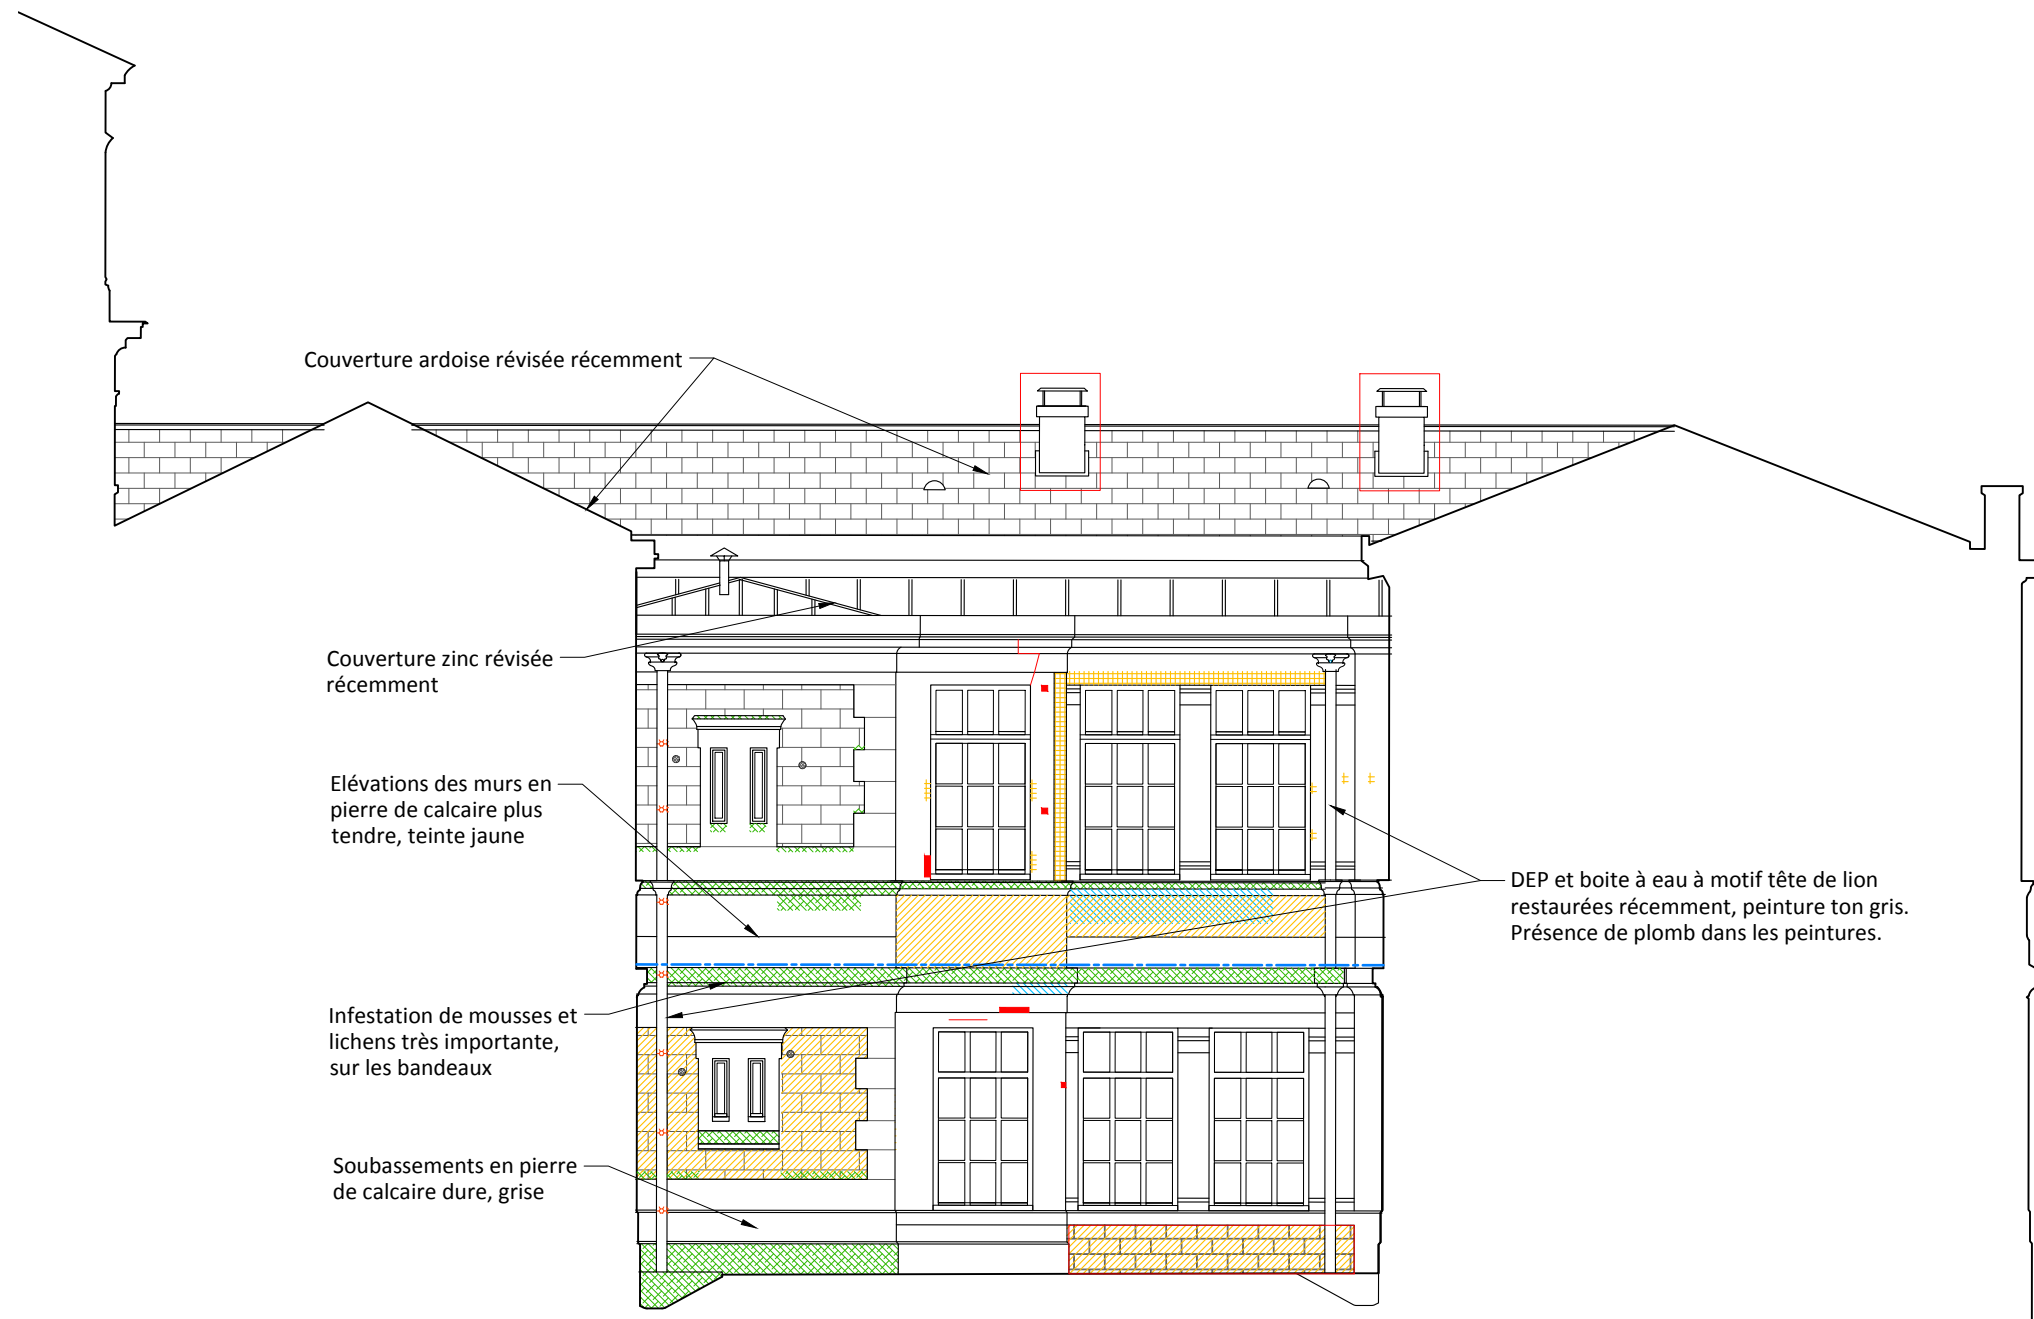 Couverture ardoise révisée récemment
Couverture zinc révisée
récemment
Elévations des murs en
pierre de calcaire plus
tendre, teinte jaune
DEP et boite à eau à motif tête de lion
restaurées récemment, peinture ton gris.
Présence de plomb dans les peintures.
Infestation de mousses et
lichens très importante,
sur les bandeaux
Soubassements en pierre
de calcaire dure, grise